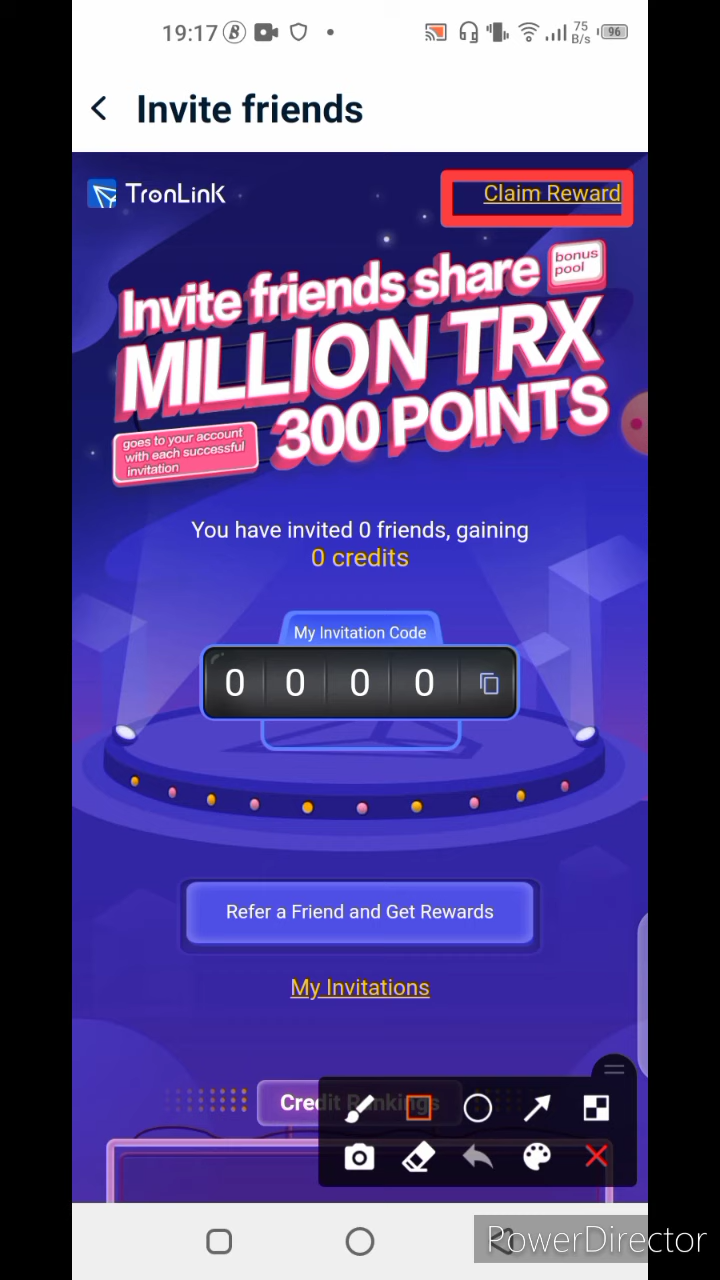 19:17
75
B/s
96
Invite friends
TronLink
Claim Reward
Invite friends share
bonus
pool
MILLION TRX
300 POINTS
goes to your account
with each successful
invitation
You have invited 0 friends, gaining
0 credits
My Invitation Code
0 0 0 0
Refer a Friend and Get Rewards
My Invitations
Credit Rankings
PowerDirector